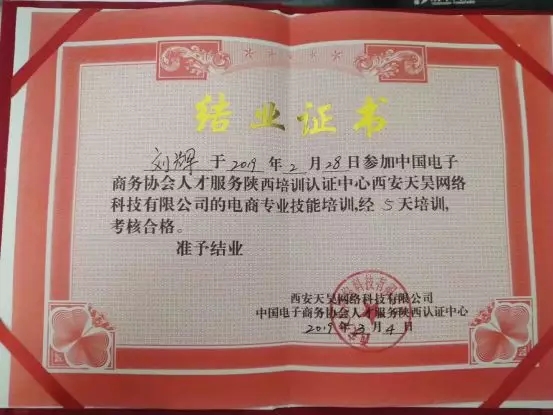 结业证书
刘辉 于 2019 年 2 月 28 日参加中国电子
商务协会人才服务陕西培训认证中心西安天昊网络
科技有限公司的电商专业技能培训,经 5 天培训,
考核合格。
准予结业
西安天昊网络科技有限公司
中国电子商务协会人才服务陕西认证中心
2019 年 3 月 4 日